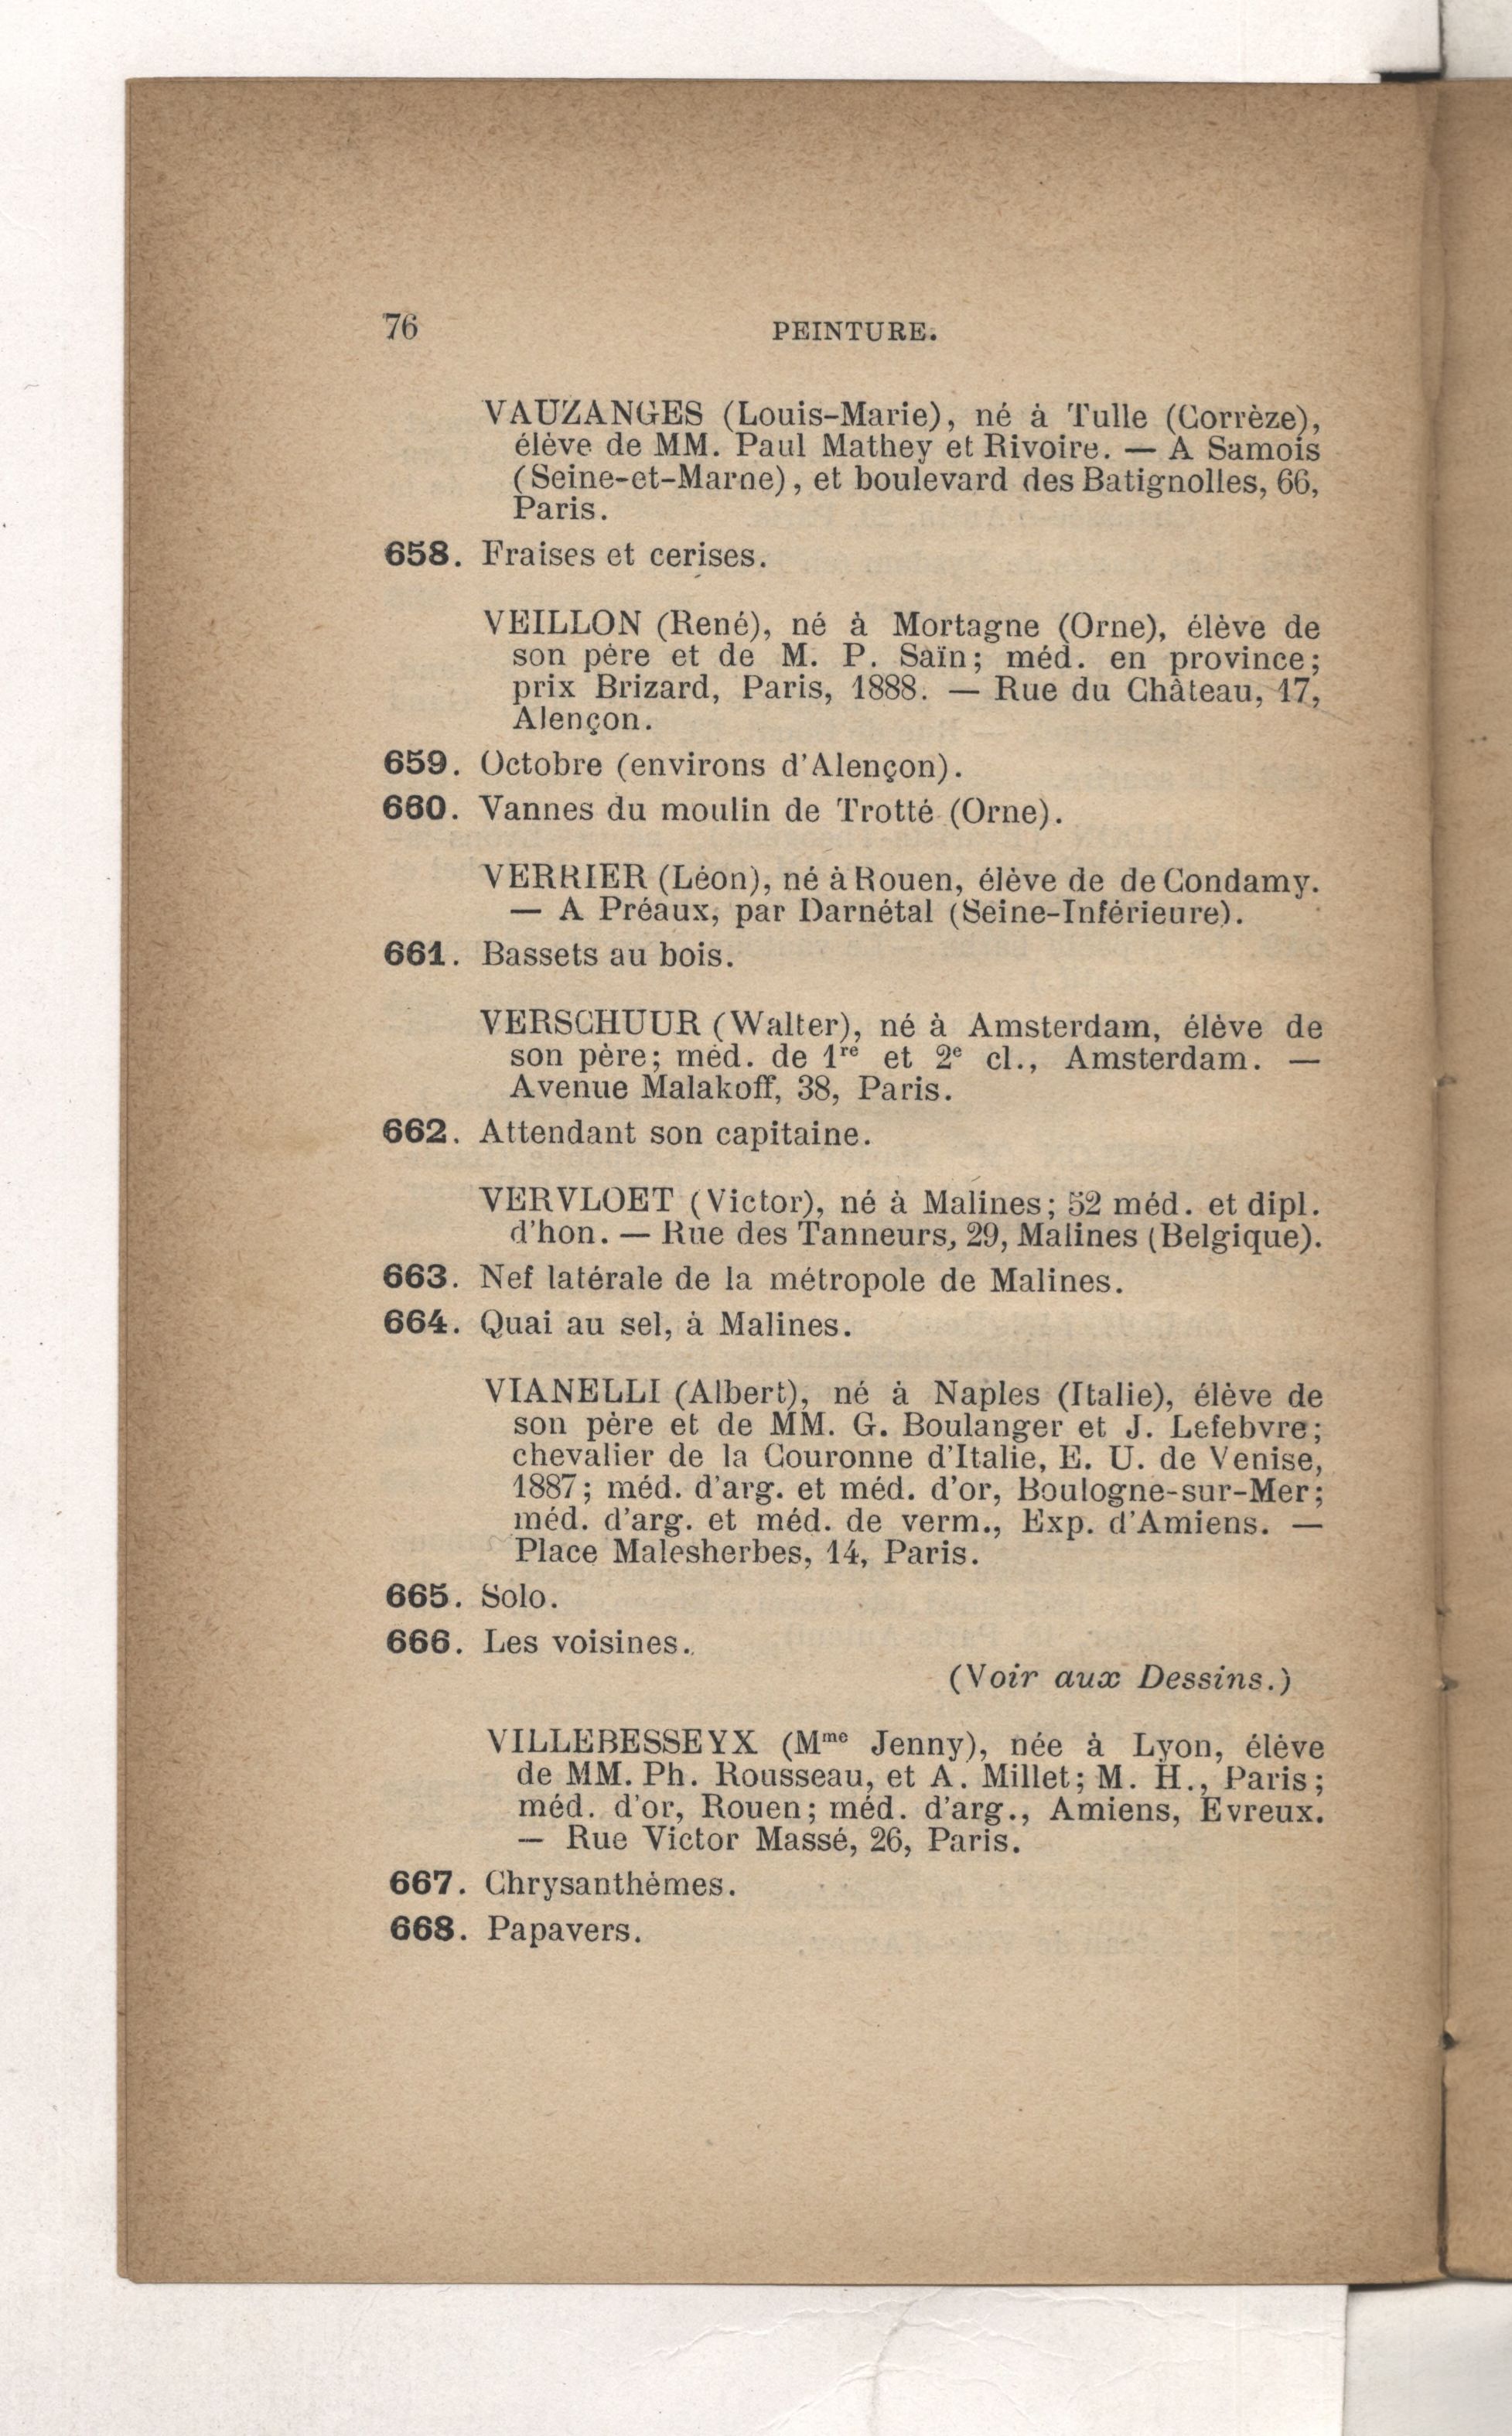 76
PEINTURE.
VAUZANGES (Louis-Marie), né à Tulle (Corrèze),
élève de MM. Paul Mathey et Rivoire. — A Samois
(Seine-et-Marne), et boulevard des Batignolles, 66,
Paris.
658. Fraises et cerises.
VEILLON (René), né à Mortagne (Orne), élève de
son père et de M. P. Saïn; méd. en province;
prix Brizard, Paris, 1888. — Rue du Château, 17,
Alençon.
659. Octobre (environs d'Alençon).
660. Vannes du moulin de Trotté (Orne).
VERRIER (Léon), né à Rouen, élève de de Condamy.
— A Préaux, par Darnétal (Seine-Inférieure).
661. Bassets au bois.
VERSCHUUR (Walter), né à Amsterdam, élève de
son père; méd. de 1re et 2e cl., Amsterdam. —
Avenue Malakoff, 38, Paris.
662. Attendant son capitaine.
VERVLOET (Victor), né à Malines; 52 méd. et dipl.
d'hon. — Rue des Tanneurs, 29, Malines (Belgique).
663. Nef latérale de la métropole de Malines.
664. Quai au sel, à Malines.
VIANELLI (Albert), né à Naples (Italie), élève de
son père et de MM. G. Boulanger et J. Lefebvre;
chevalier de la Couronne d'Italie, E. U. de Venise,
1887; méd. d'arg. et méd. d'or, Boulogne-sur-Mer;
méd. d'arg. et méd. de verm., Exp. d'Amiens. —
Place Malesherbes, 14, Paris.
665. Solo.
666. Les voisines.
(Voir aux Dessins.)
VILLEBESSEYX (Mme Jenny), née à Lyon, élève
de MM. Ph. Rousseau, et A. Millet; M. H., Paris;
méd. d'or, Rouen; méd. d'arg., Amiens, Evreux.
— Rue Victor Massé, 26, Paris.
667. Chrysanthèmes.
668. Papavers.